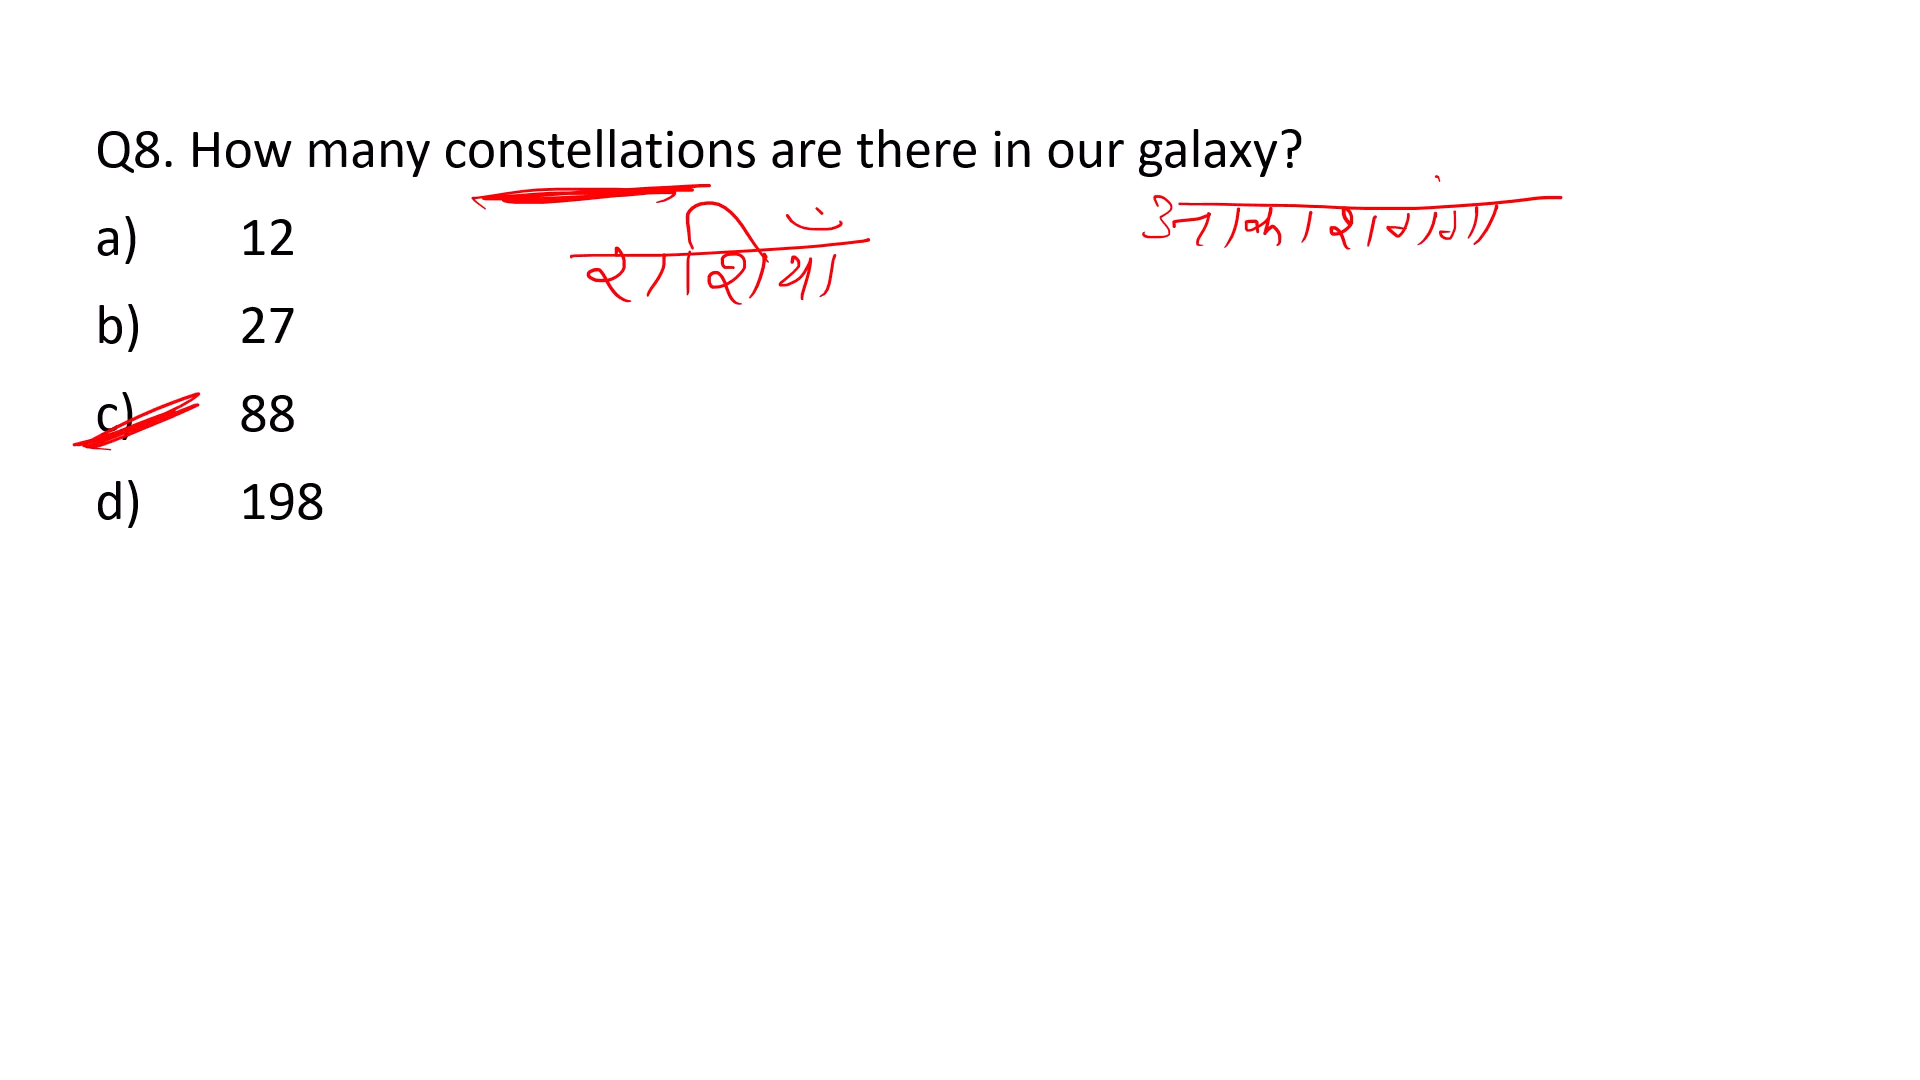 Q8. How many constellations are there in our galaxy?
राशियाँ
आकाशगंगा
a) 12
b) 27
c) 88
d) 198